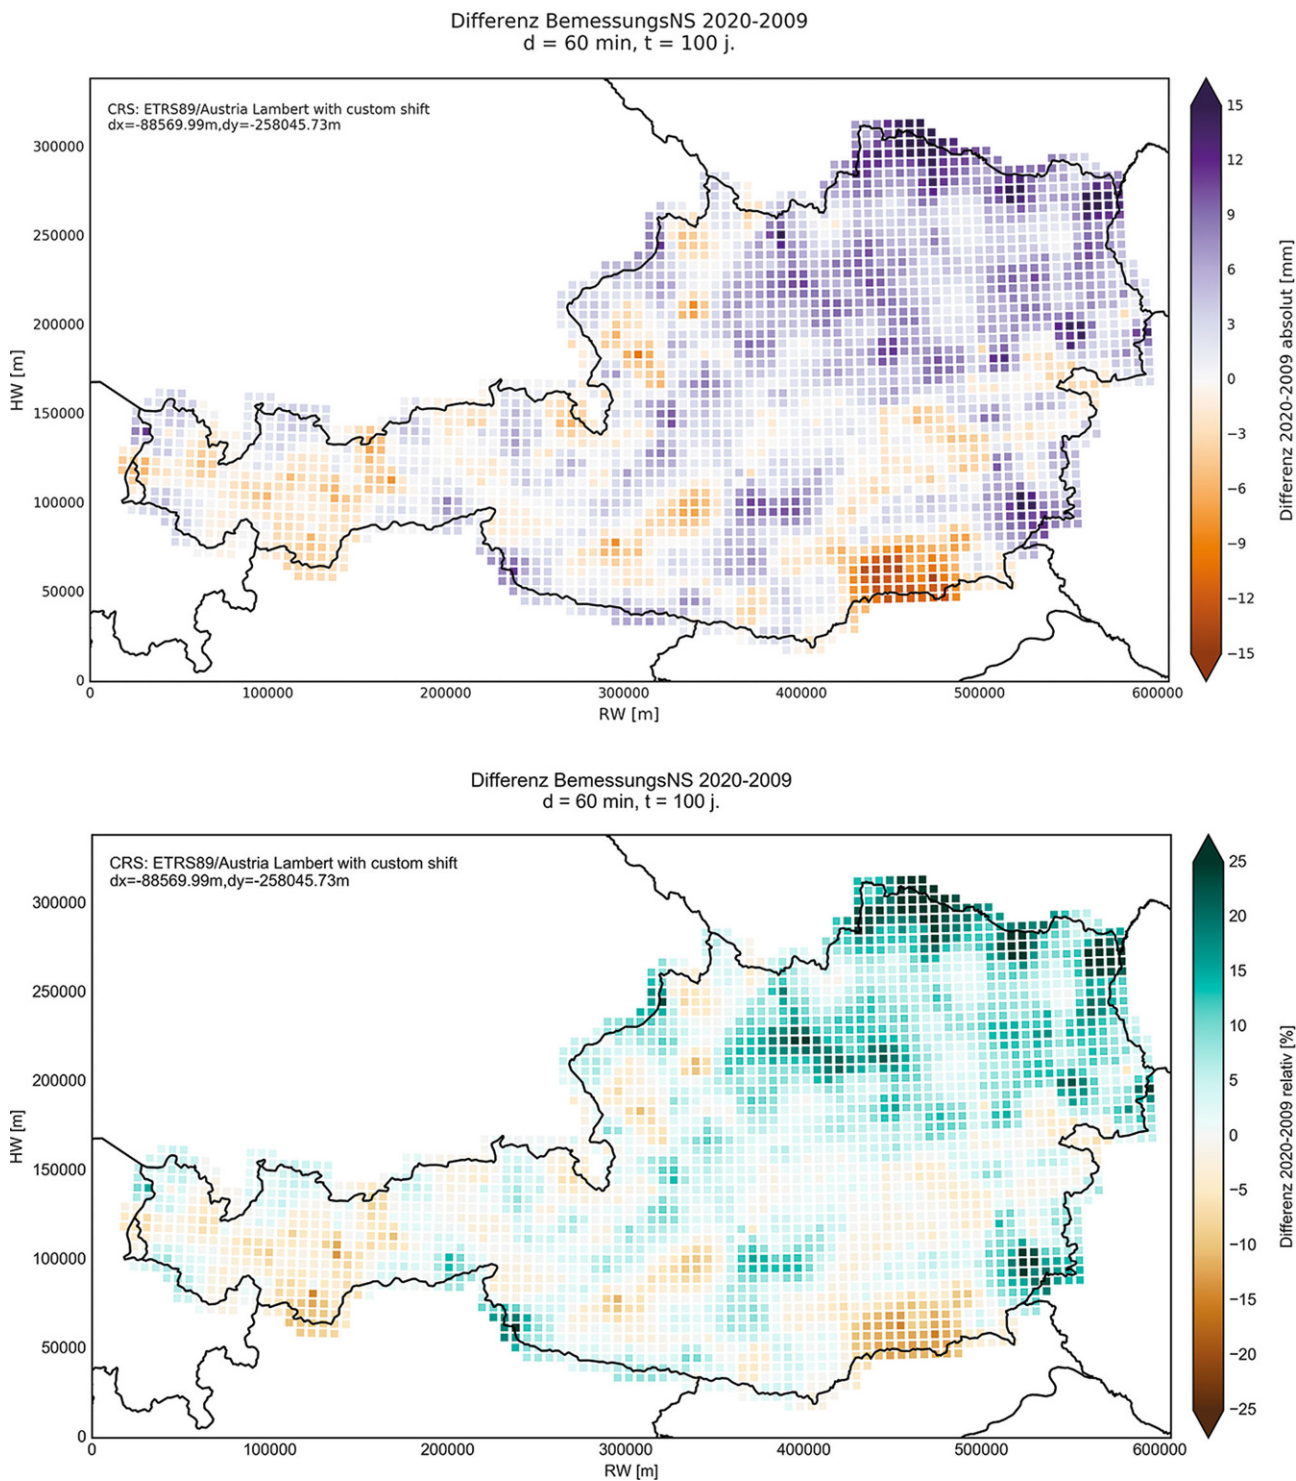 Differenz BemessungsNS 2020-2009
d = 60 min, t = 100 j.
CRS: ETRS89/Austria Lambert with custom shift
dx=-88569.99m,dy=-258045.73m
300000
250000
200000
150000
100000
50000
0
HW [m]
0 100000 200000 300000 400000 500000 600000
RW [m]
15
12
9
6
3
0
−3
−6
−9
−12
−15
Differenz 2020-2009 absolut [mm]
Differenz BemessungsNS 2020-2009
d = 60 min, t = 100 j.
CRS: ETRS89/Austria Lambert with custom shift
dx=-88569.99m,dy=-258045.73m
300000
250000
200000
150000
100000
50000
0
HW [m]
0 100000 200000 300000 400000 500000 600000
RW [m]
25
20
15
10
5
0
−5
−10
−15
−20
−25
Differenz 2020-2009 relativ [%]